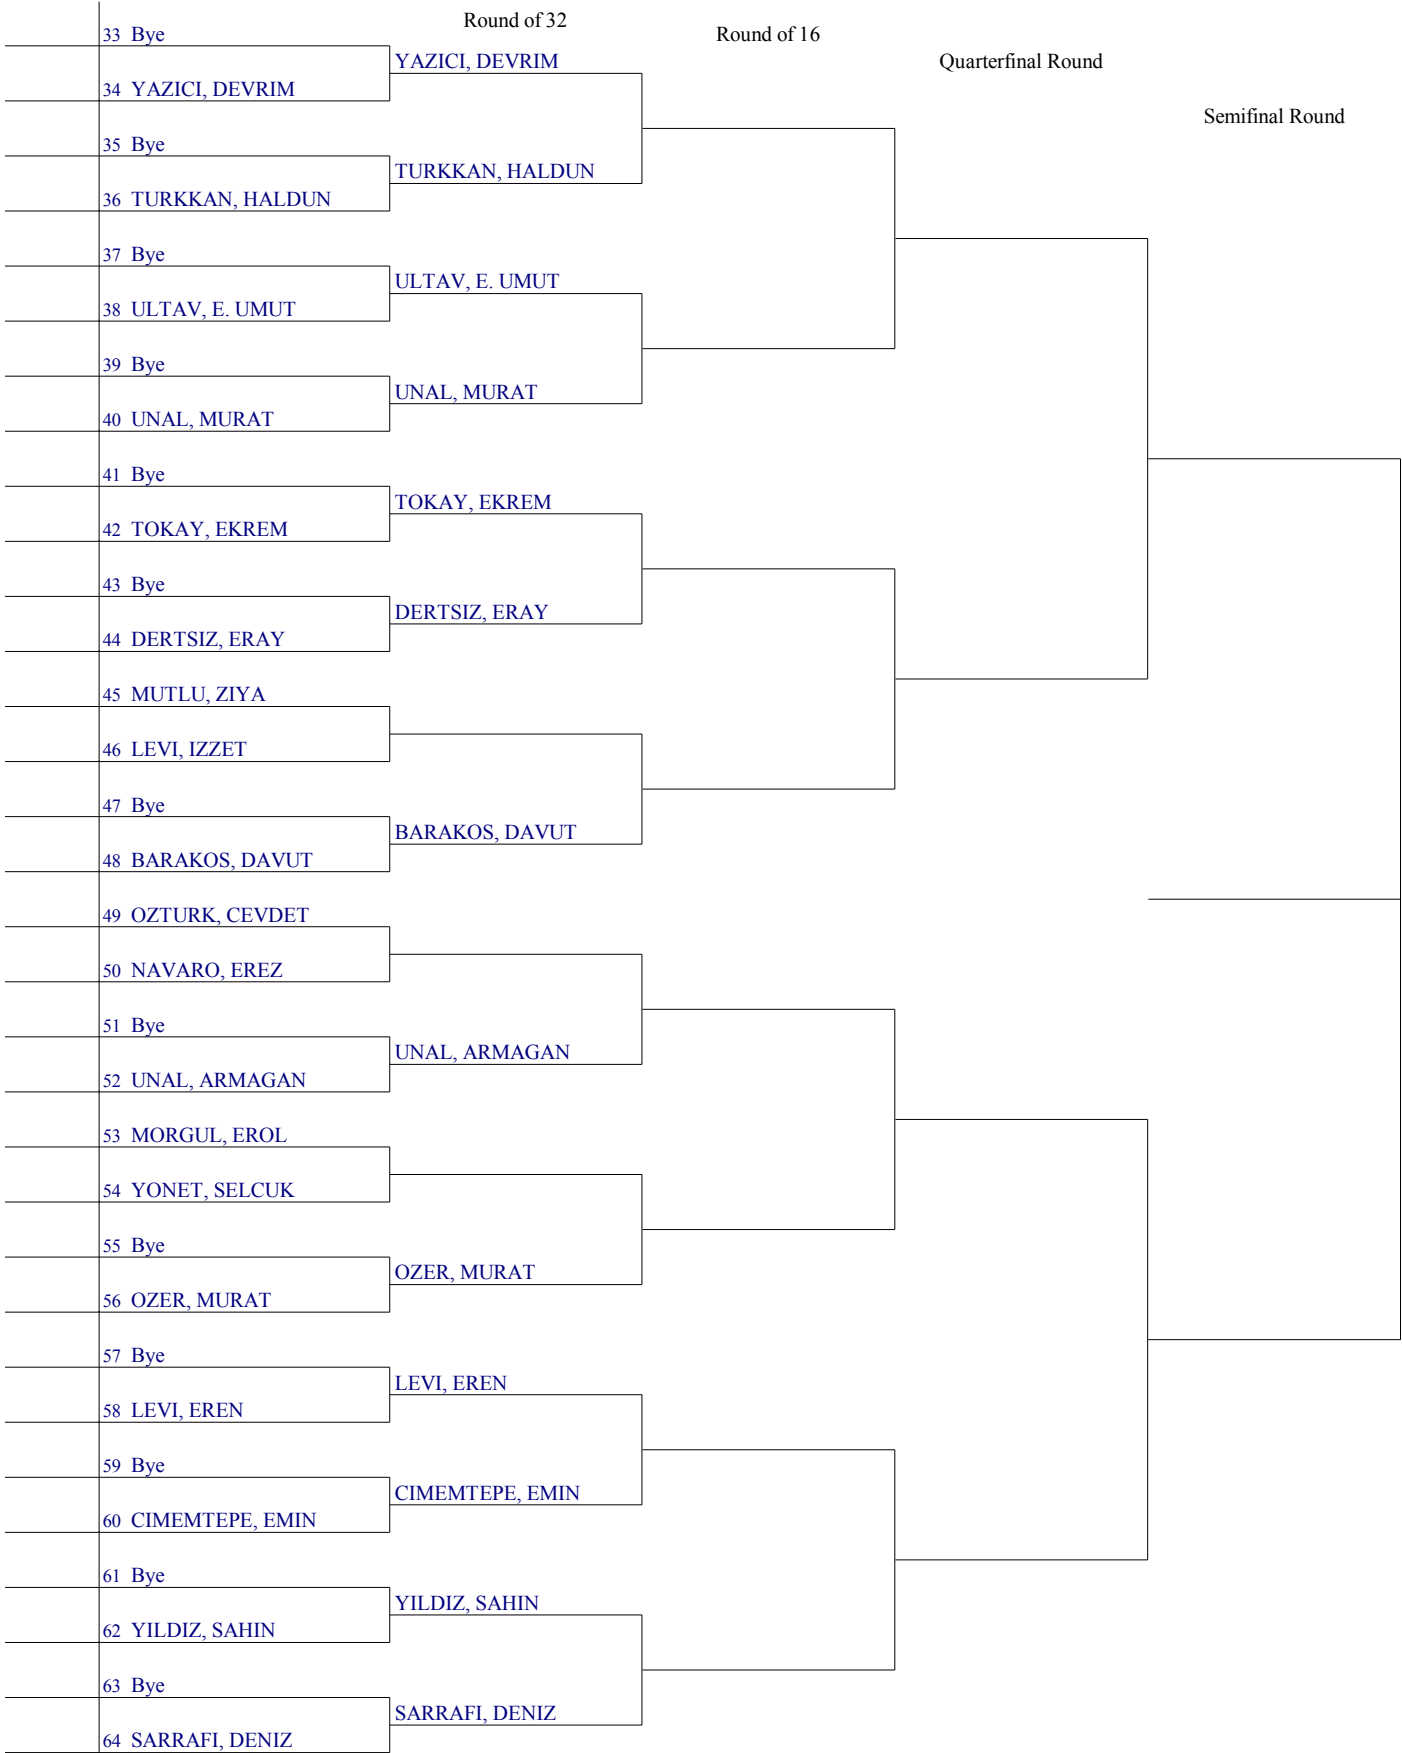 Round of 32
Round of 16
Quarterfinal Round
Semifinal Round
33 Bye
YAZICI, DEVRIM
34 YAZICI, DEVRIM
35 Bye
TURKKAN, HALDUN
36 TURKKAN, HALDUN
37 Bye
ULTAV, E. UMUT
38 ULTAV, E. UMUT
39 Bye
UNAL, MURAT
40 UNAL, MURAT
41 Bye
TOKAY, EKREM
42 TOKAY, EKREM
43 Bye
DERTSIZ, ERAY
44 DERTSIZ, ERAY
45 MUTLU, ZIYA
46 LEVI, IZZET
47 Bye
BARAKOS, DAVUT
48 BARAKOS, DAVUT
49 OZTURK, CEVDET
50 NAVARO, EREZ
51 Bye
UNAL, ARMAGAN
52 UNAL, ARMAGAN
53 MORGUL, EROL
54 YONET, SELCUK
55 Bye
OZER, MURAT
56 OZER, MURAT
57 Bye
LEVI, EREN
58 LEVI, EREN
59 Bye
CIMEMTEPE, EMIN
60 CIMEMTEPE, EMIN
61 Bye
YILDIZ, SAHIN
62 YILDIZ, SAHIN
63 Bye
SARRAFI, DENIZ
64 SARRAFI, DENIZ